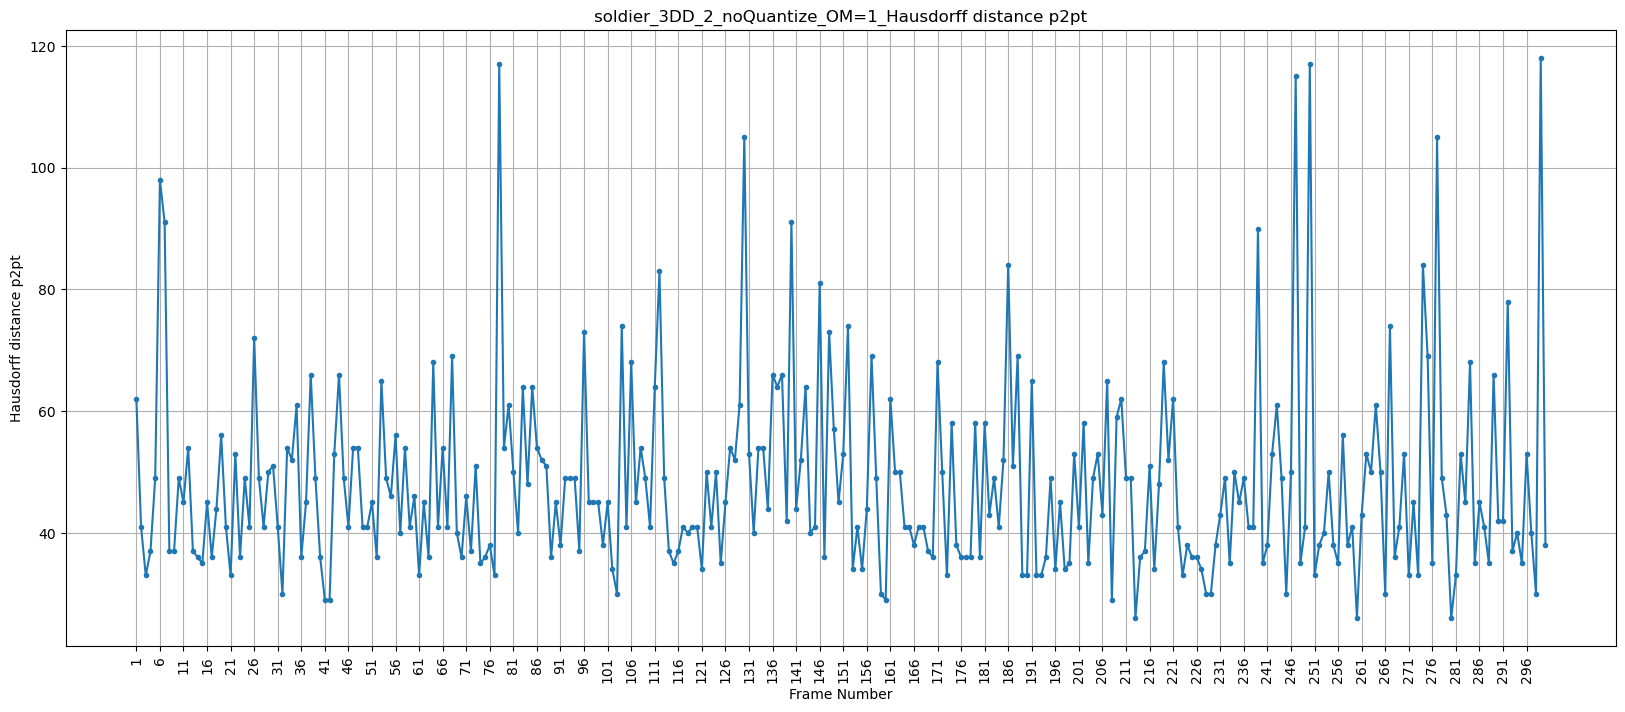 soldier_3DD_2_noQuantize_OM=1_Hausdorff distance p2pt
120
100
80
60
40
Hausdorff distance p2pt
1 6 11 16 21 26 31 36 41 46 51 56 61 66 71 76 81 86 91 96 101 106 111 116 121 126 131 136 141 146 151 156 161 166 171 176 181 186 191 196 201 206 211 216 221 226 231 236 241 246 251 256 261 266 271 276 281 286 291 296
Frame Number